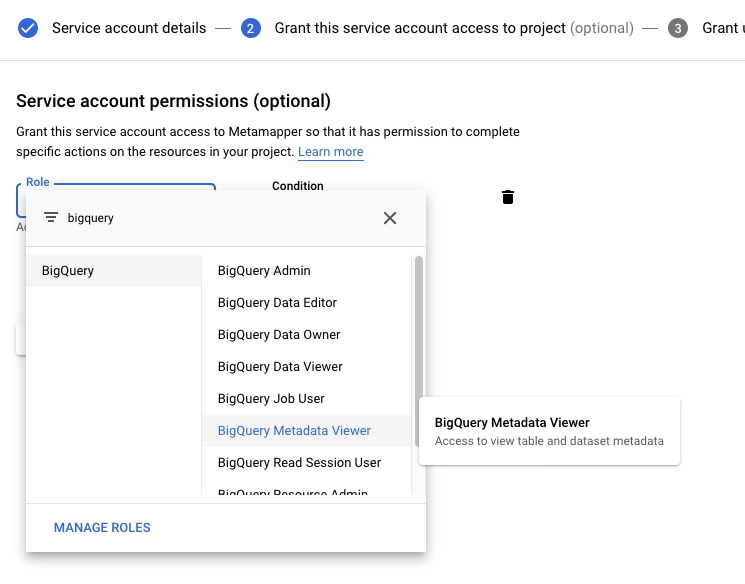 Service account details
2
Grant this service account access to project (optional)
3
Grant
Service account permissions (optional)
Grant this service account access to Metamapper so that it has permission to complete
specific actions on the resources in your project. Learn more
Role
Condition
bigquery
BigQuery
BigQuery Admin
BigQuery Data Editor
BigQuery Data Owner
BigQuery Data Viewer
BigQuery Job User
BigQuery Metadata Viewer
BigQuery Read Session User
BigQuery Resource Admin
BigQuery Metadata Viewer
Access to view table and dataset metadata
MANAGE ROLES